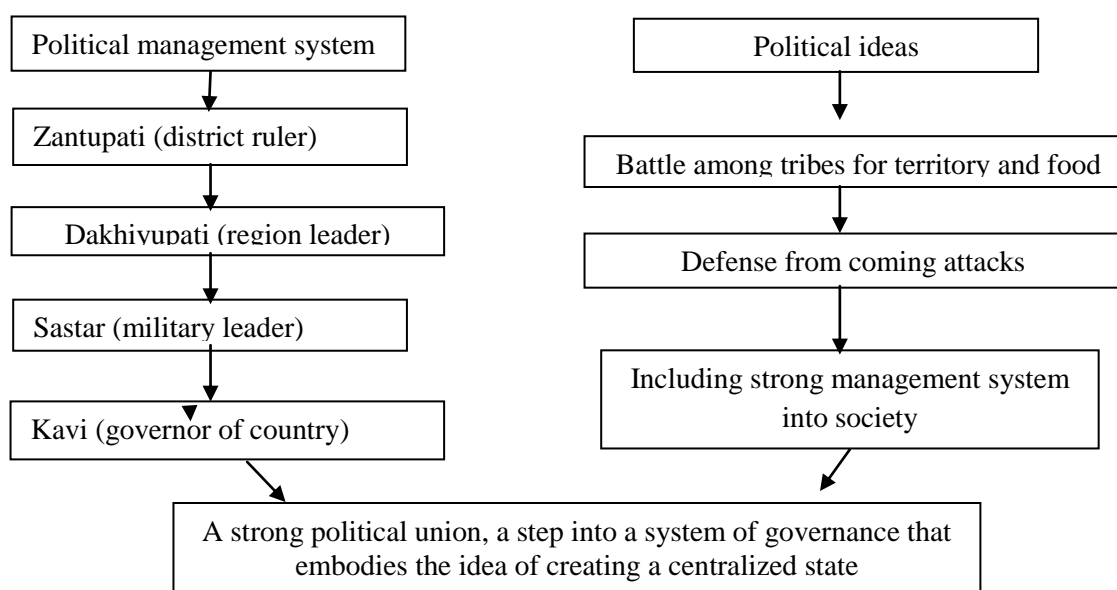 Political management system
Zantupati (district ruler)
Dakhiyupati (region leader)
Sastar (military leader)
Kavi (governor of country)
Political ideas
Battle among tribes for territory and food
Defense from coming attacks
Including strong management system
into society
A strong political union, a step into a system of governance that
embodies the idea of creating a centralized state